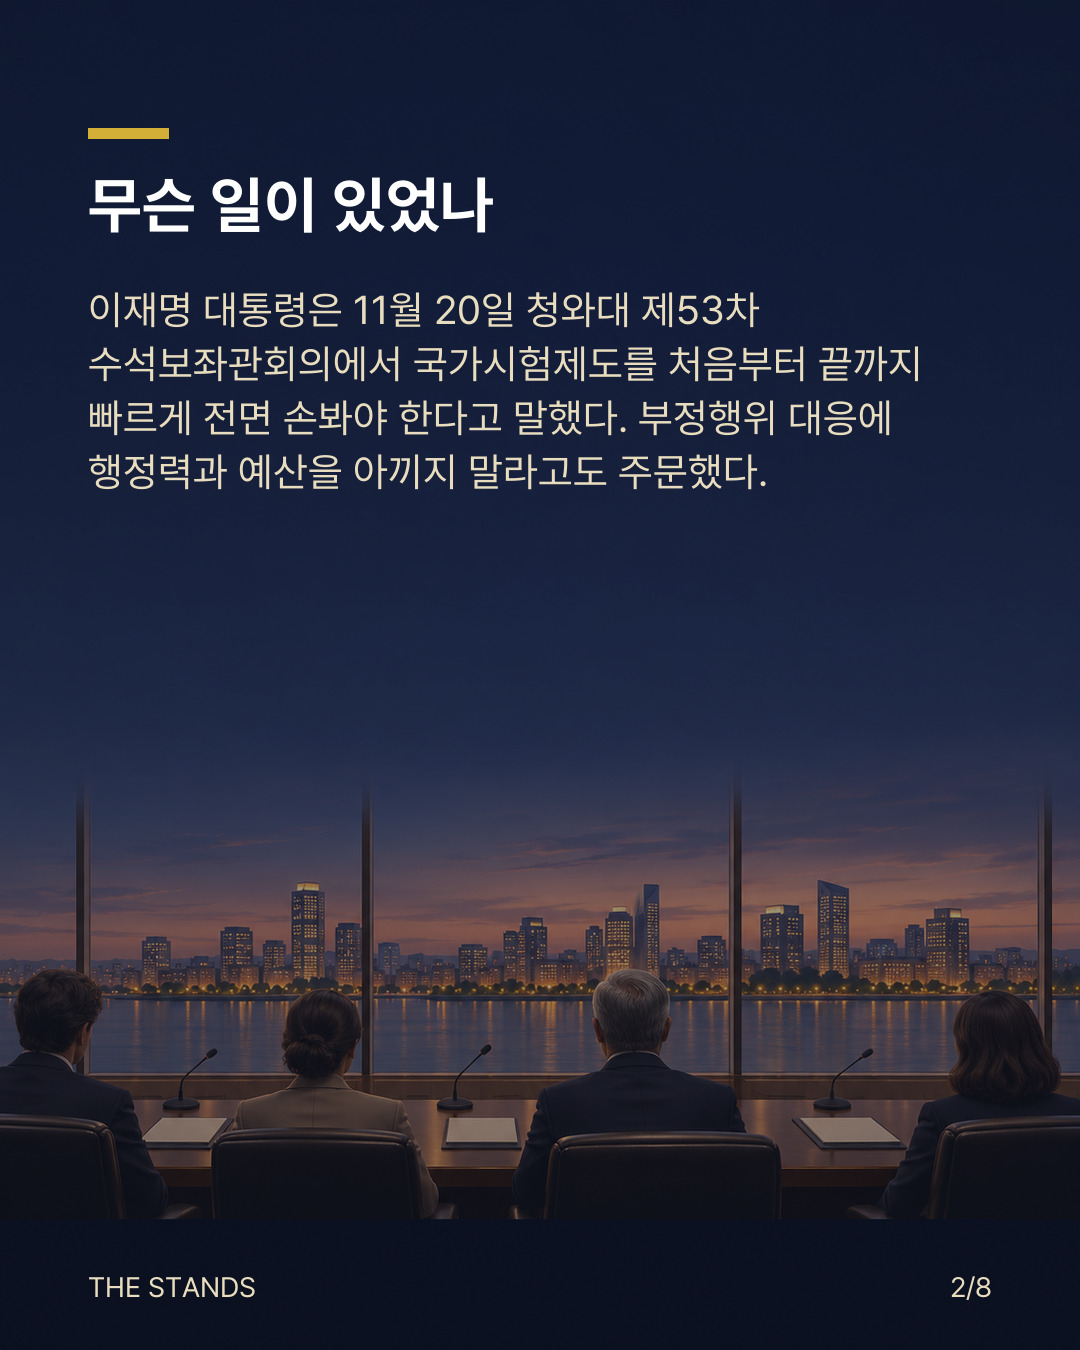 무슨 일이 있었나
이재명 대통령은 11월 20일 청와대 제53차
수석보좌관회의에서 국가시험제도를 처음부터 끝까지
빠르게 전면 손봐야 한다고 말했다. 부정행위 대응에
행정력과 예산을 아끼지 말라고도 주문했다.
THE STANDS
2/8